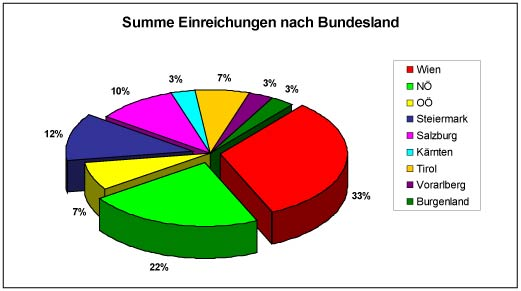 Summe Einreichungen nach Bundesland
3%
7%
3%
3%
10%
12%
7%
22%
33%
Wien
NÖ
OÖ
Steiermark
Salzburg
Kärnten
Tirol
Vorarlberg
Burgenland